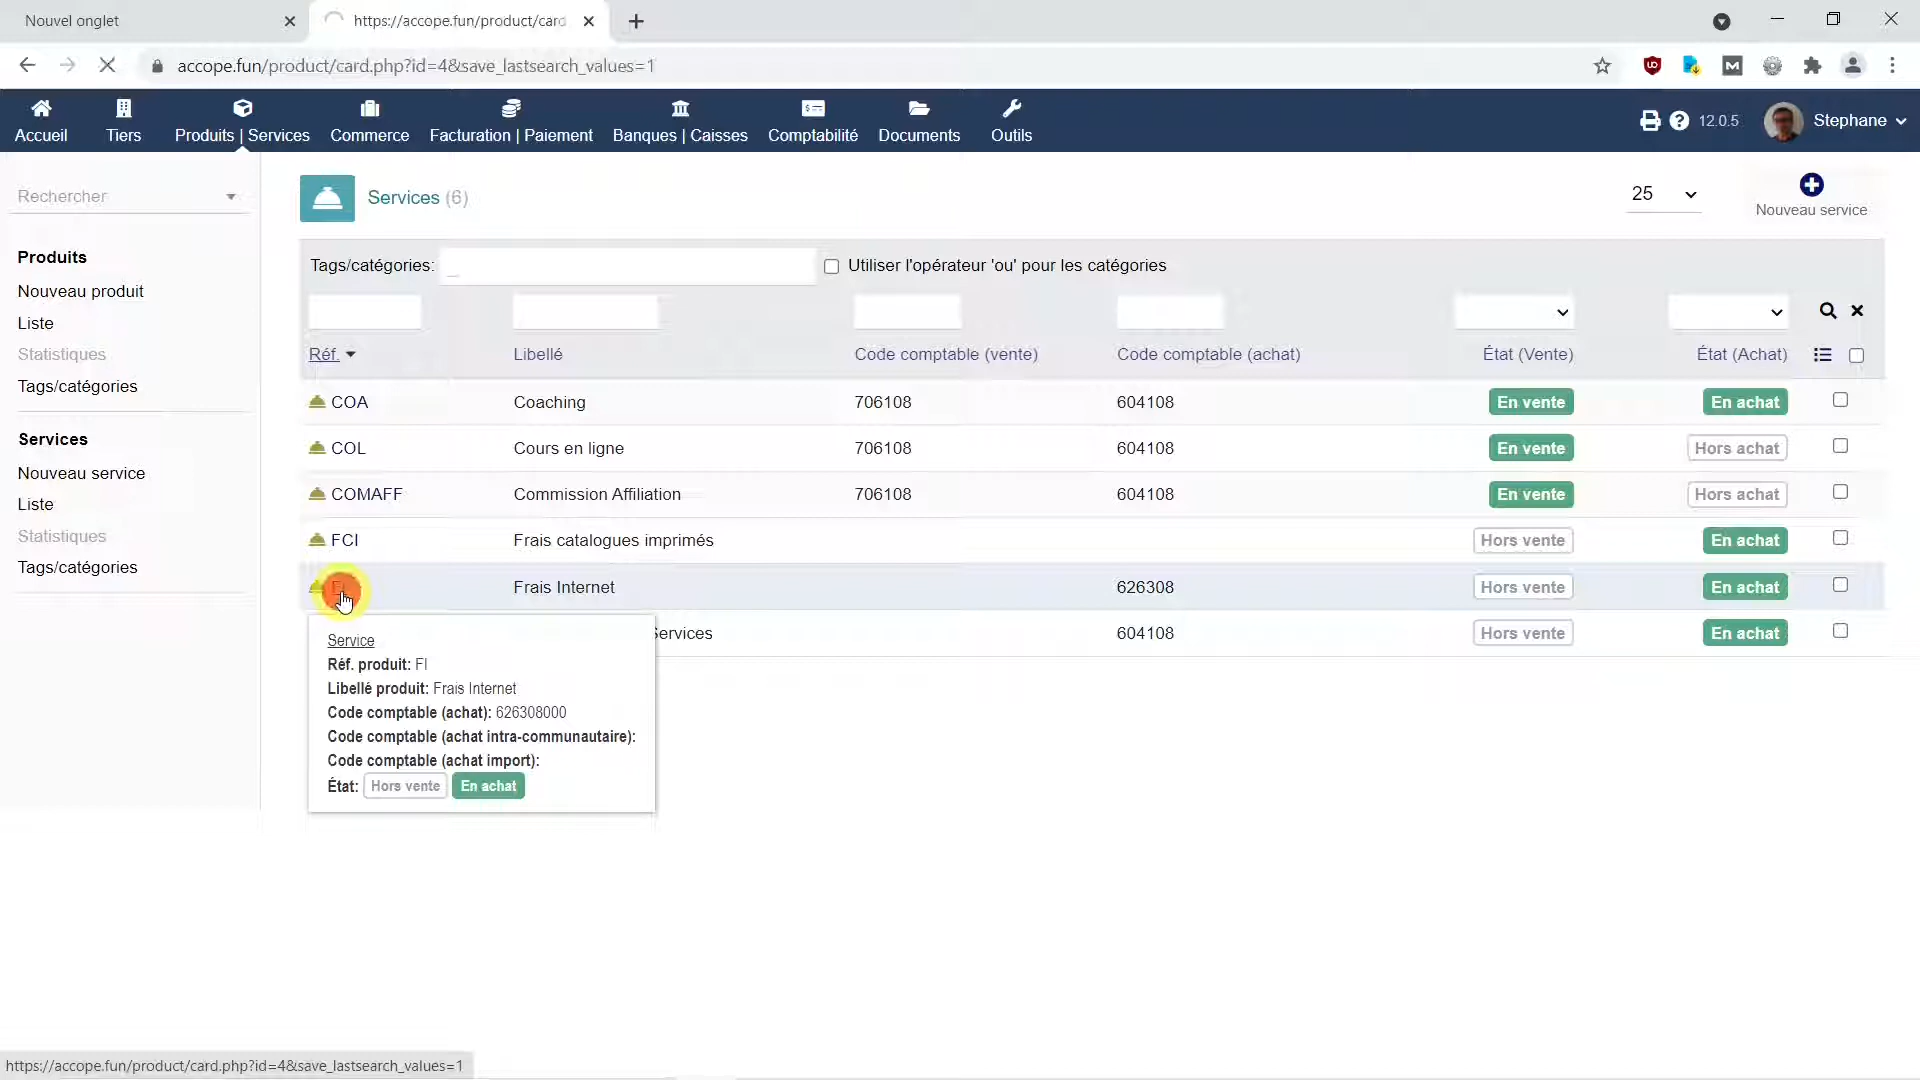 Nouvel onglet
https://accope.fun/product/card
accope.fun/product/card.php?id=4&save_lastsearch_values=1
Accueil
Tiers
Produits | Services
Commerce
Facturation | Paiement
Banques | Caisses
Comptabilité
Documents
Outils
12.0.5
Stephane
Rechercher
Produits
Nouveau produit
Liste
Statistiques
Tags/catégories
Services
Nouveau service
Liste
Statistiques
Tags/catégories
Services (6)
25
Nouveau service
Tags/catégories:
Utiliser l'opérateur 'ou' pour les catégories
Réf. Libellé Code comptable (vente) Code comptable (achat) État (Vente) État (Achat)
COA Coaching 706108 604108 En vente En achat
COL Cours en ligne 706108 604108 En vente Hors achat
COMAFF Commission Affiliation 706108 604108 En vente Hors achat
FCI Frais catalogues imprimés Hors vente En achat
Frais Internet 626308 Hors vente En achat
Services 604108 Hors vente En achat
Service
Réf. produit: FI
Libellé produit: Frais Internet
Code comptable (achat): 626308000
Code comptable (achat intra-communautaire):
Code comptable (achat import):
État: Hors vente En achat
https://accope.fun/product/card.php?id=4&save_lastsearch_values=1